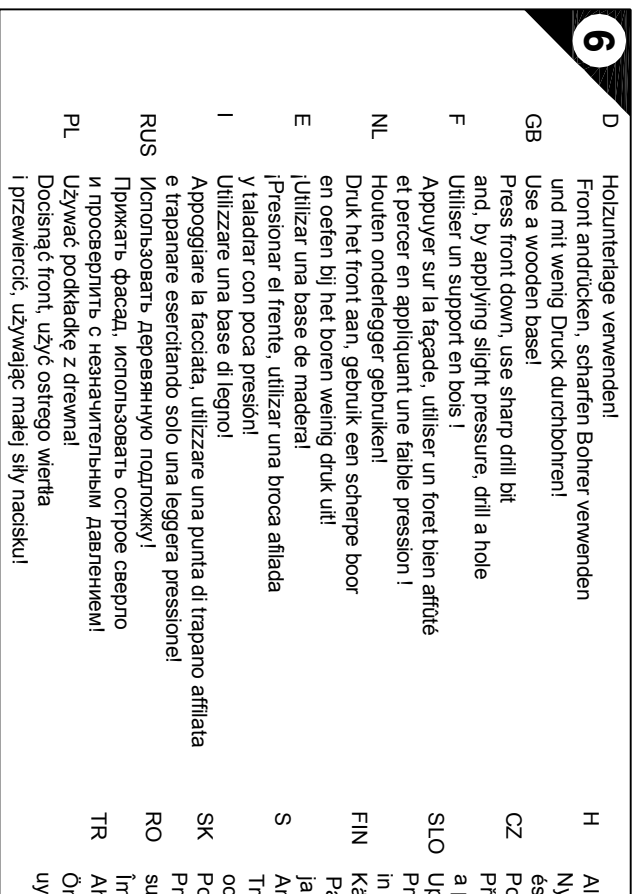 6
D Holzunterlage verwenden!
Front andrücken, scharfen Bohrer verwenden
und mit wenig Druck durchbohren!
GB Use a wooden base!
Press front down, use sharp drill bit
and, by applying slight pressure, drill a hole
F Utiliser un support en bois !
Appuyer sur la façade, utiliser un foret bien affûté
et percer en appliquant une faible pression !
NL Houten onderlegger gebruiken!
Druk het front aan, gebruik een scherpe boor
en oefen bij het boren weinig druk uit!
E ¡Utilizar una base de madera!
¡Presionar el frente, utilizar una broca afilada
y taladrar con poca presión!
I Utilizzare una base di legno!
Appoggiare la facciata, utilizzare una punta di trapano affilata
e trapanare esercitando solo una leggera pressione!
RUS Использовать деревянную подложку!
Прижать фасад, использовать острое сверло
и просверлить с незначительным давлением!
PL Używać podkładkę z drewna!
Docisnąć front, użyć ostrego wiertła
i przewiercić, używając małej siły nacisku!
H
CZ
SLO
FIN
S
SK
RO
TR